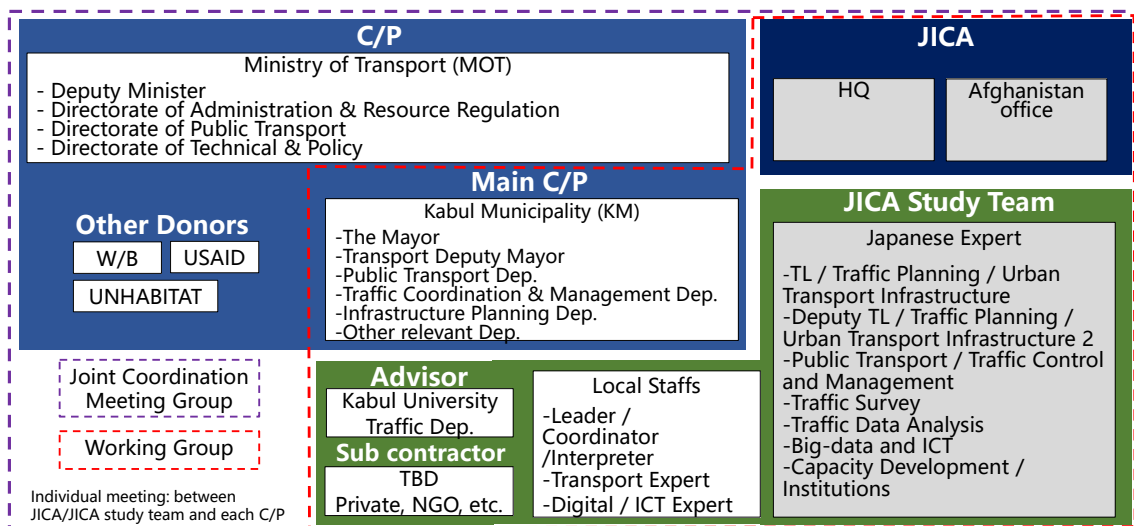 C/P
Ministry of Transport (MOT)
- Deputy Minister
- Directorate of Administration & Resource Regulation
- Directorate of Public Transport
- Directorate of Technical & Policy
Other Donors
W/B
USAID
UNHABITAT
Main C/P
Kabul Municipality (KM)
-The Mayor
-Transport Deputy Mayor
-Public Transport Dep.
-Traffic Coordination & Management Dep.
-Infrastructure Planning Dep.
-Other relevant Dep.
JICA
HQ
Afghanistan
office
JICA Study Team
Japanese Expert
-TL / Traffic Planning / Urban
Transport Infrastructure
-Deputy TL / Traffic Planning /
Urban Transport Infrastructure 2
-Public Transport / Traffic Control
and Management
-Traffic Survey
-Traffic Data Analysis
-Big-data and ICT
-Capacity Development /
Institutions
Advisor
Kabul University
Traffic Dep.
Sub contractor
TBD
Private, NGO, etc.
Local Staffs
-Leader /
Coordinator
/Interpreter
-Transport Expert
-Digital / ICT Expert
Joint Coordination
Meeting Group
Working Group
Individual meeting: between
JICA/JICA study team and each C/P